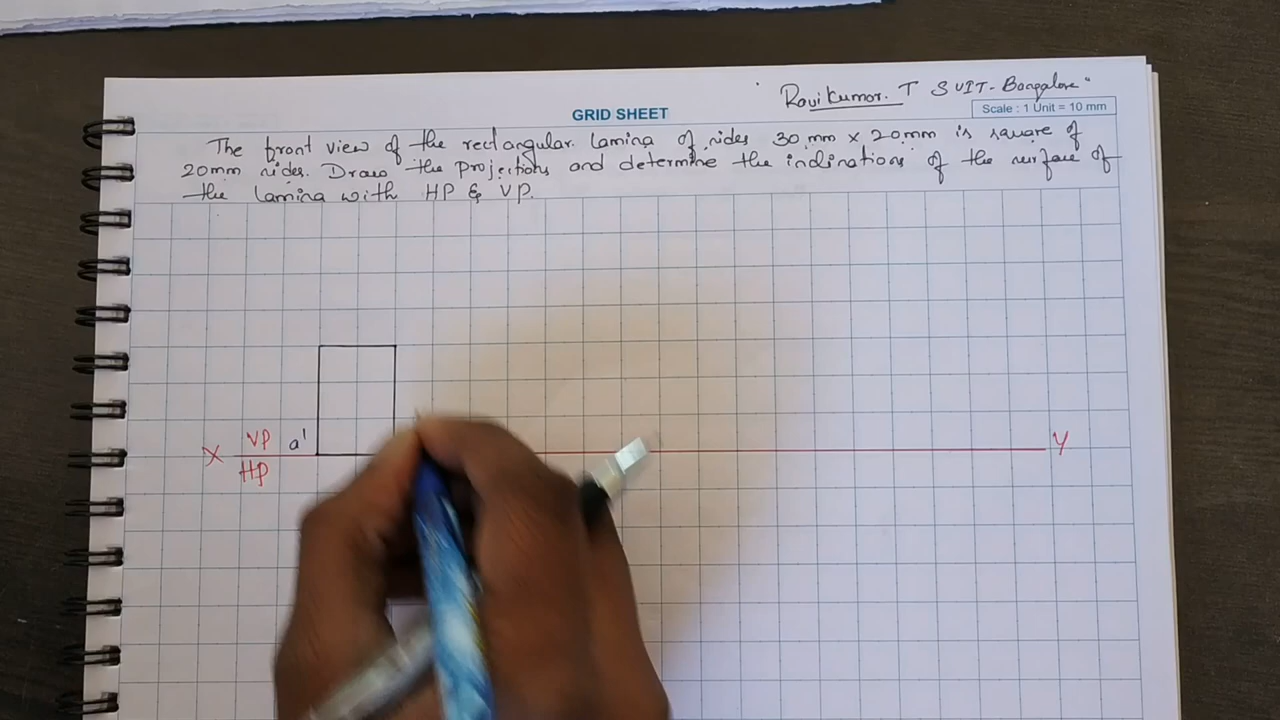 Ravikumar. T SVIT- Bangalore"
GRID SHEET
Scale : 1 Unit = 10 mm
The front view of the rectangular lamina of sides 30 mm x 20mm is square of
20mm sides. Draw the projections and determine the inclinations of the surface of
the lamina with HP & VP.
X VP a' Y
HP